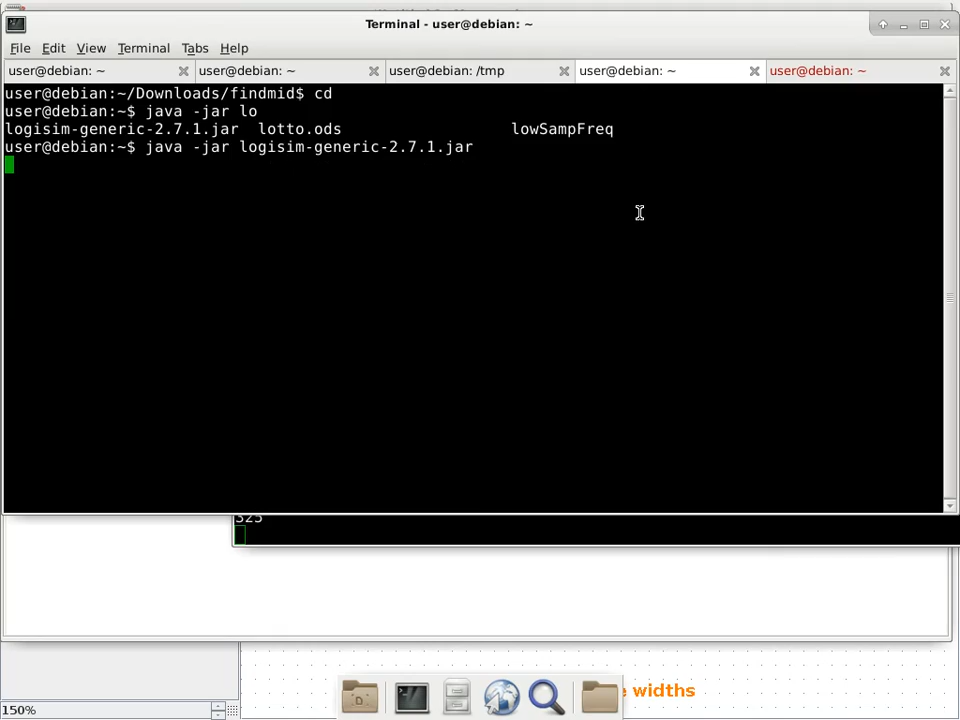 Terminal - user@debian: ~
File Edit View Terminal Tabs Help
user@debian: ~ user@debian: ~ user@debian: /tmp user@debian: ~ user@debian: ~
user@debian:~/Downloads/findmid$ cd
user@debian:~$ java -jar lo
logisim-generic-2.7.1.jar lotto.ods lowSampFreq
user@debian:~$ java -jar logisim-generic-2.7.1.jar
325
widths
150%